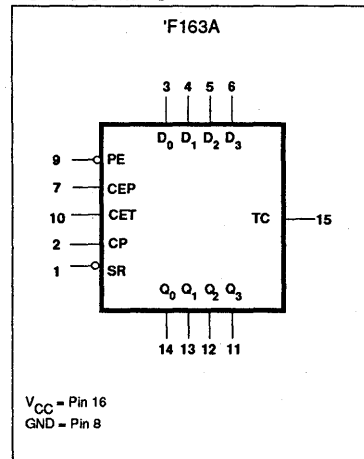 'F163A
3 4 5 6
D0 D1 D2 D3
9 PE
7 CEP
10 CET
TC 15
2 CP
1 SR
Q0 Q1 Q2 Q3
14 13 12 11
VCC = Pin 16
GND = Pin 8